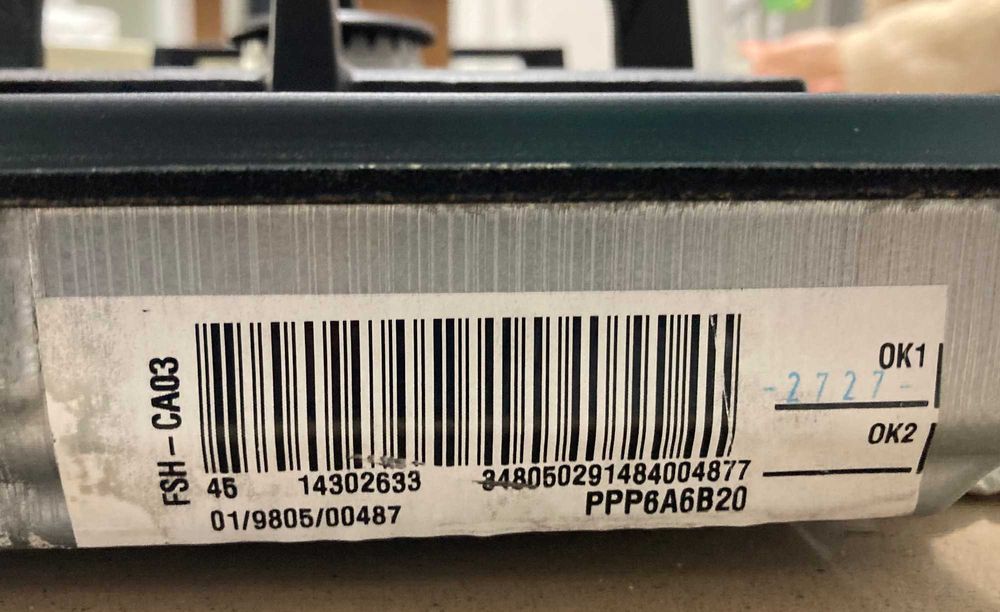 FSH-CA03
45 14302633 348050291484004877
01/9805/00487 PPP6A6B20
OK1
-2727-
OK2